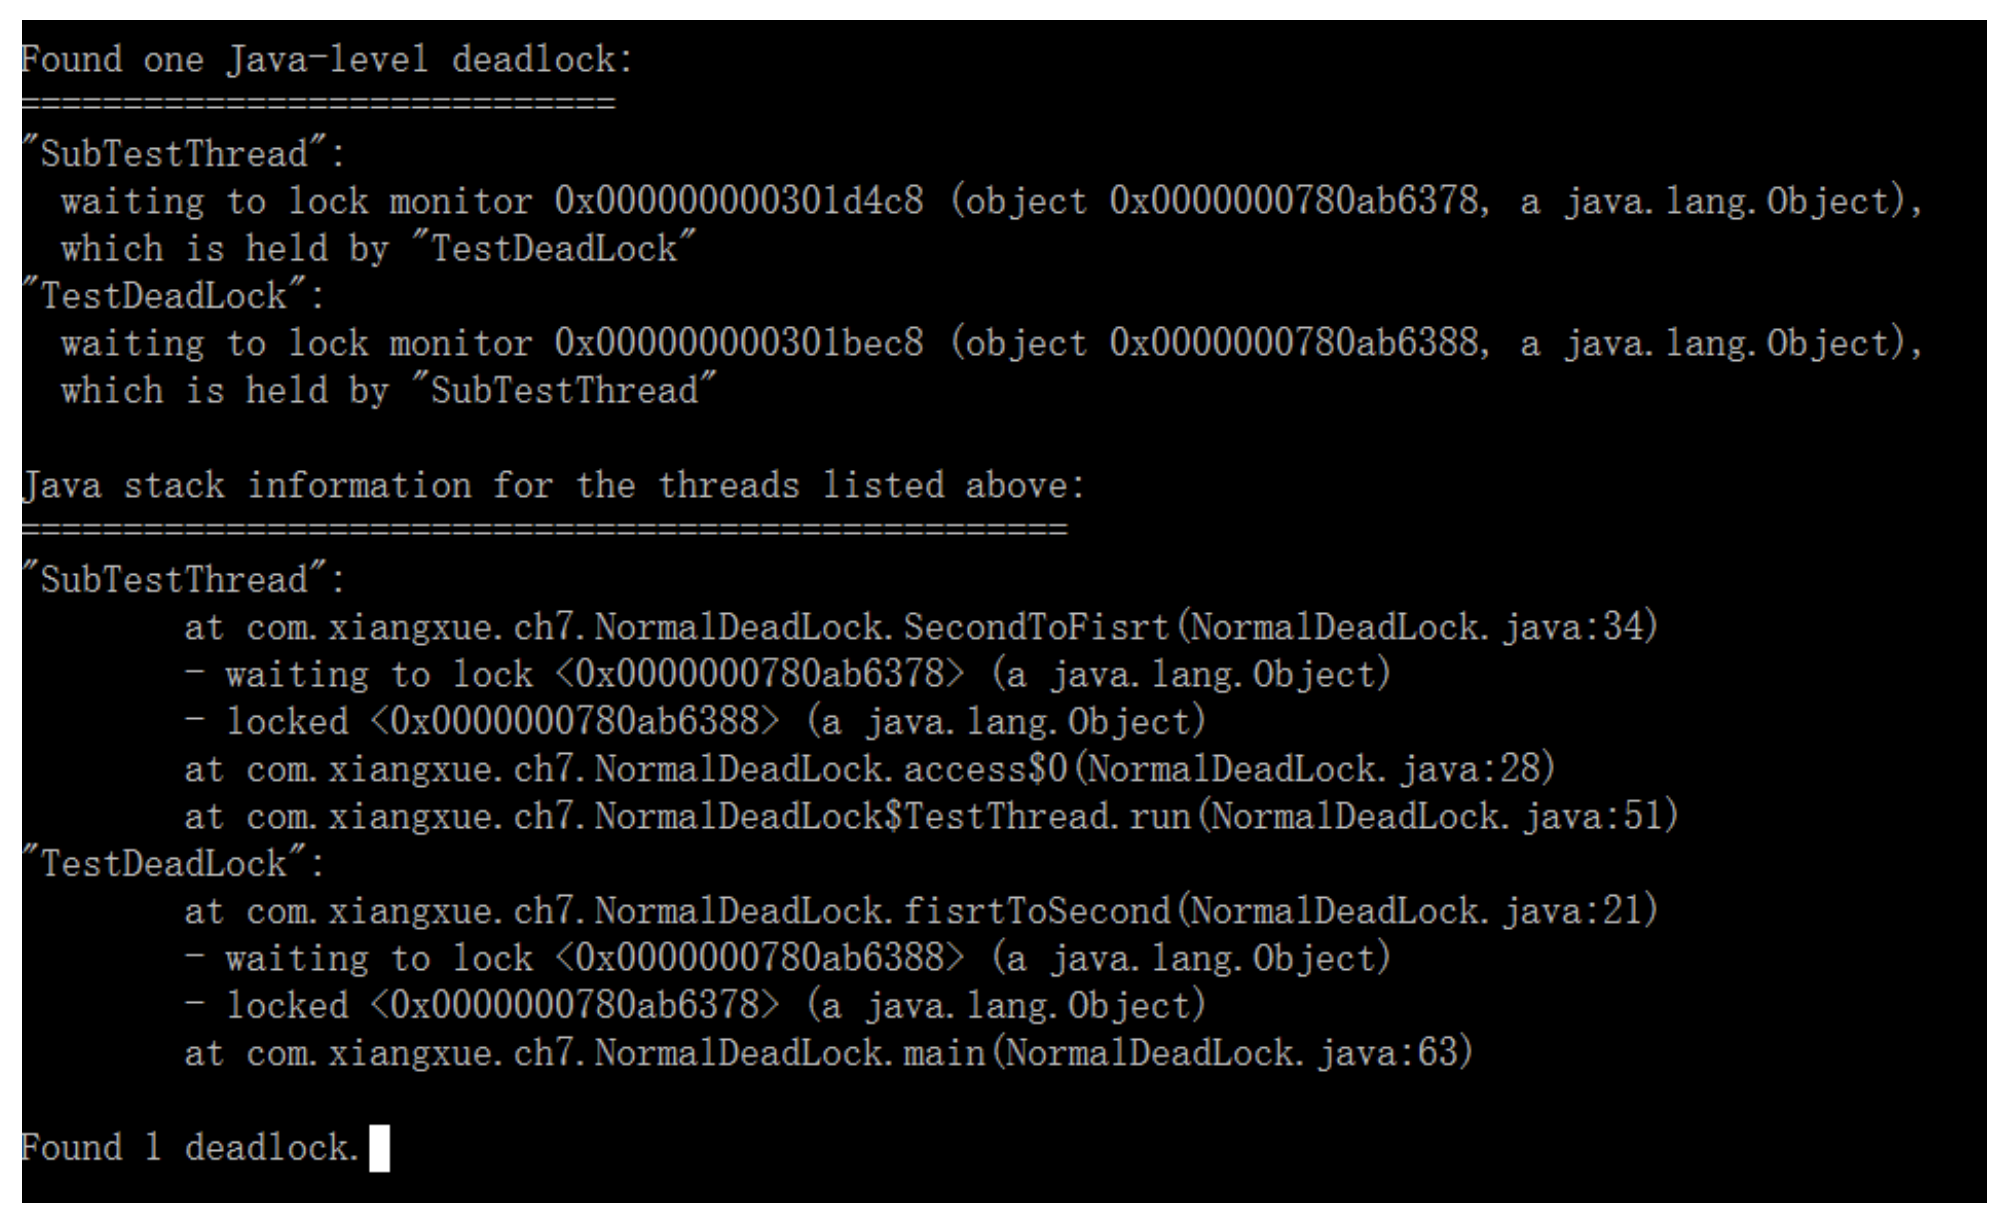 Found one Java-level deadlock:
=============================
"SubTestThread":
  waiting to lock monitor 0x000000000301d4c8 (object 0x0000000780ab6378, a java.lang.Object),
  which is held by "TestDeadLock"
"TestDeadLock":
  waiting to lock monitor 0x000000000301bec8 (object 0x0000000780ab6388, a java.lang.Object),
  which is held by "SubTestThread"

Java stack information for the threads listed above:
===================================================
"SubTestThread":
        at com.xiangxue.ch7.NormalDeadLock.SecondToFisrt(NormalDeadLock.java:34)
        - waiting to lock <0x0000000780ab6378> (a java.lang.Object)
        - locked <0x0000000780ab6388> (a java.lang.Object)
        at com.xiangxue.ch7.NormalDeadLock.access$0(NormalDeadLock.java:28)
        at com.xiangxue.ch7.NormalDeadLock$TestThread.run(NormalDeadLock.java:51)
"TestDeadLock":
        at com.xiangxue.ch7.NormalDeadLock.fisrtToSecond(NormalDeadLock.java:21)
        - waiting to lock <0x0000000780ab6388> (a java.lang.Object)
        - locked <0x0000000780ab6378> (a java.lang.Object)
        at com.xiangxue.ch7.NormalDeadLock.main(NormalDeadLock.java:63)

Found 1 deadlock.